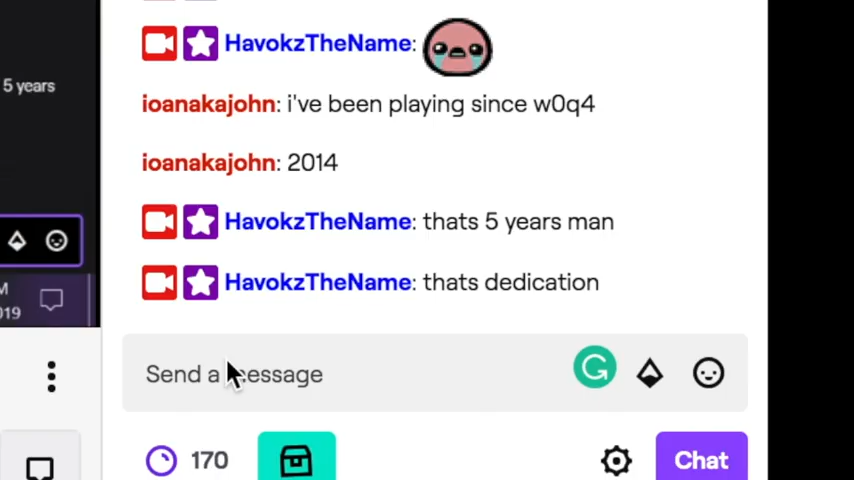 5 years
HavokzTheName:
ioanakajohn: i've been playing since w0q4
ioanakajohn: 2014
HavokzTheName: thats 5 years man
HavokzTheName: thats dedication
M
019
Send a message
170
Chat